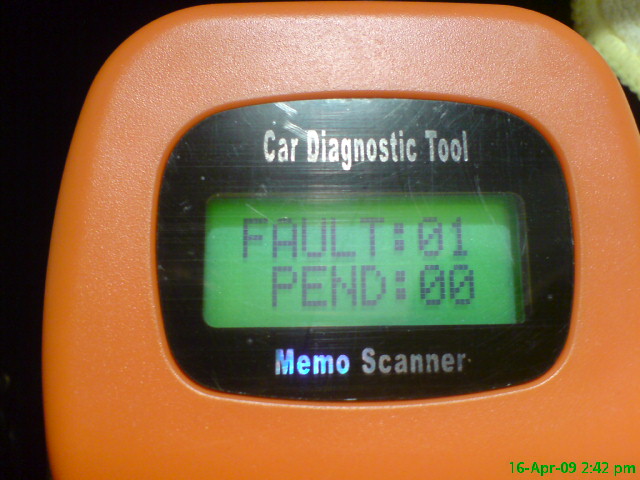 Car Diagnostic Tool
FAULT:01
PEND:00
Memo Scanner
16-Apr-09 2:42 pm